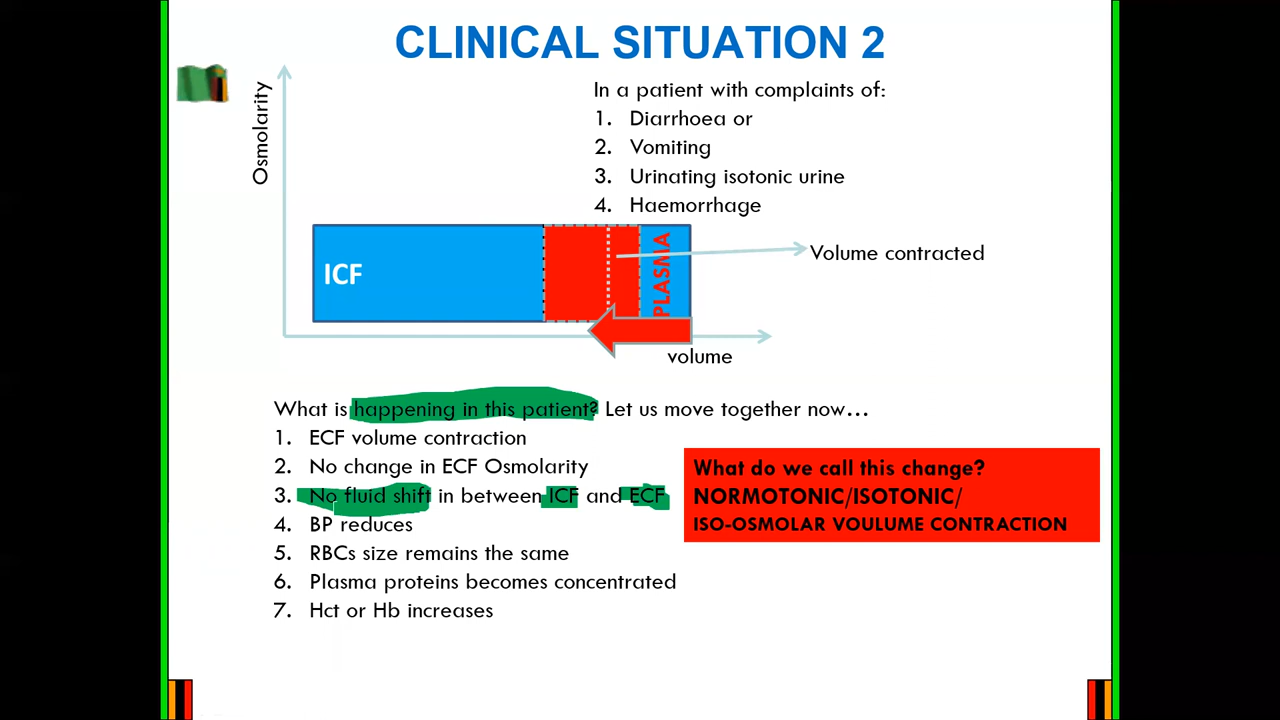 CLINICAL SITUATION 2
Osmolarity
In a patient with complaints of:
1. Diarrhoea or
2. Vomiting
3. Urinating isotonic urine
4. Haemorrhage
ICF
PLASMA
Volume contracted
volume
What is happening in this patient? Let us move together now…
1. ECF volume contraction
2. No change in ECF Osmolarity
3. No fluid shift in between ICF and ECF
4. BP reduces
5. RBCs size remains the same
6. Plasma proteins becomes concentrated
7. Hct or Hb increases
What do we call this change?
NORMOTONIC/ISOTONIC/
ISO-OSMOLAR VOULUME CONTRACTION